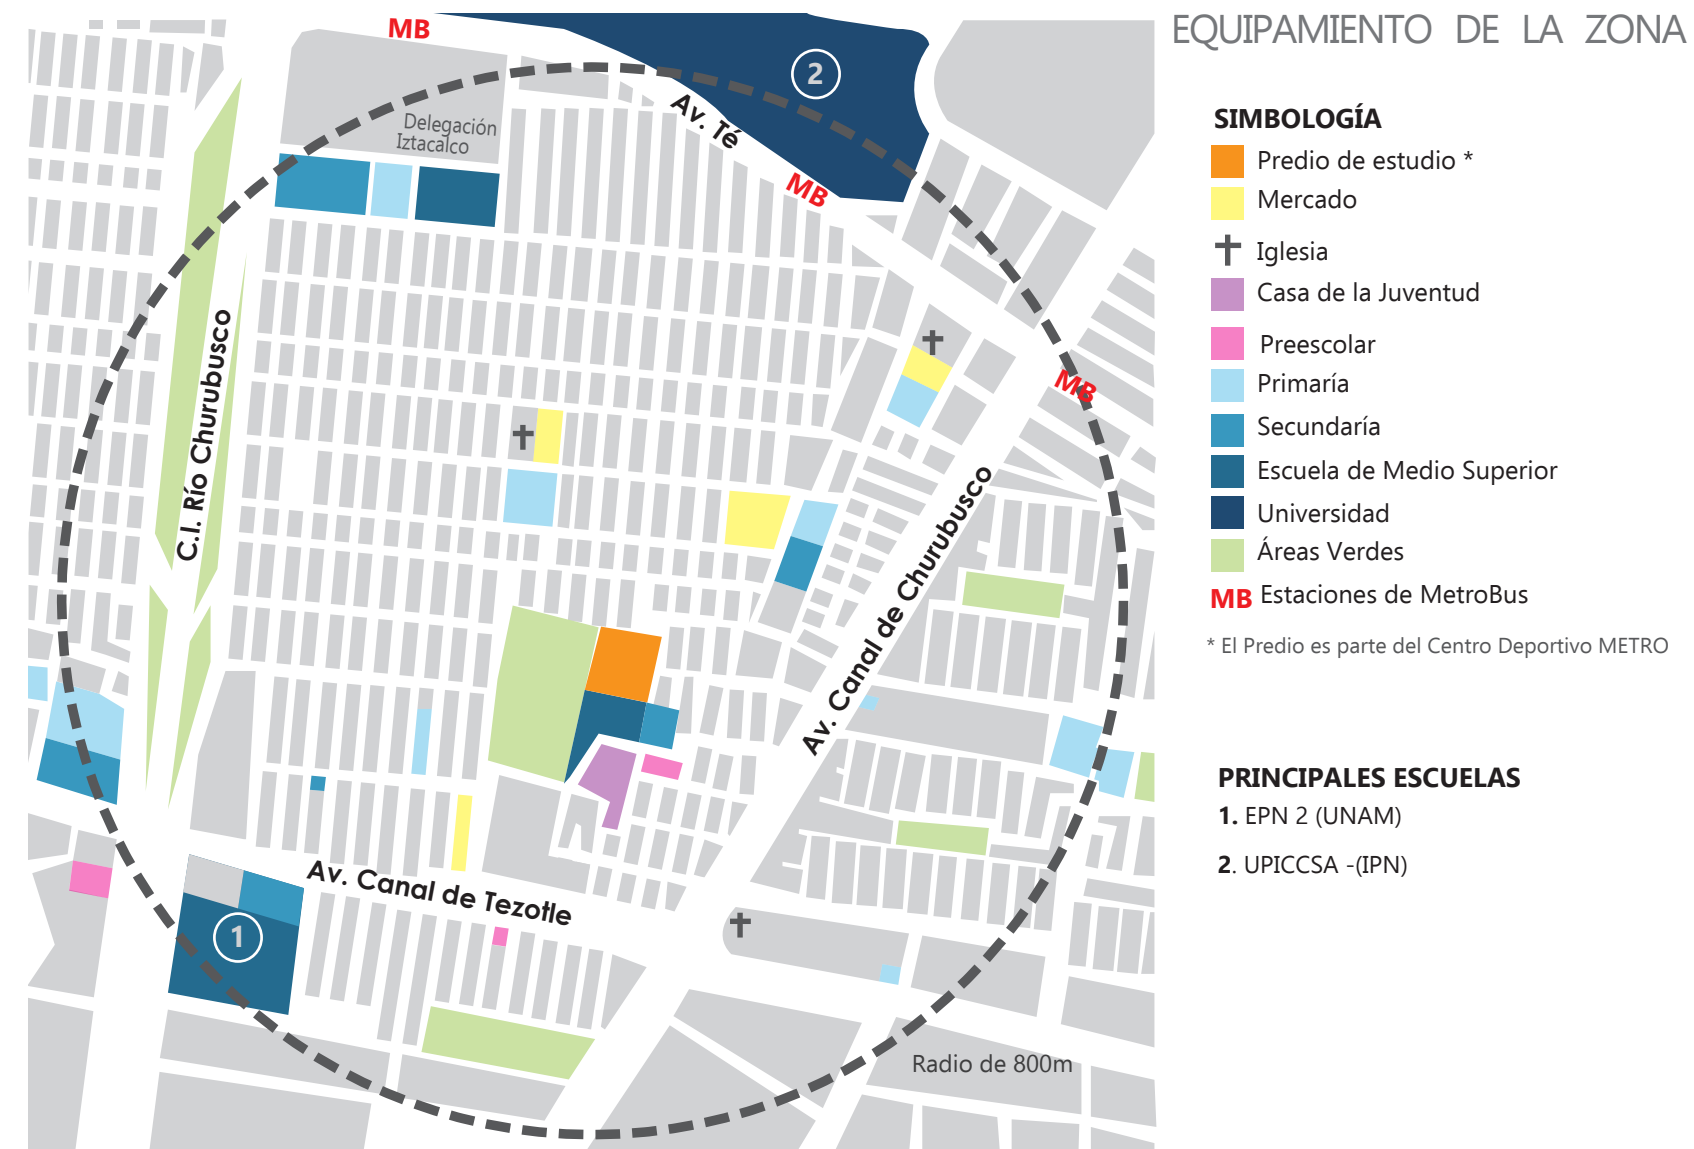 EQUIPAMIENTO DE LA ZONA
MB
2
Av. Té
Delegación
Iztacalco
MB
C.I. Río Churubusco
MB
Av. Canal de Churubusco
Av. Canal de Tezotle
1
Radio de 800m
SIMBOLOGÍA
Predio de estudio *
Mercado
Iglesia
Casa de la Juventud
Preescolar
Primaría
Secundaría
Escuela de Medio Superior
Universidad
Áreas Verdes
MB Estaciones de MetroBus
* El Predio es parte del Centro Deportivo METRO
PRINCIPALES ESCUELAS
1. EPN 2 (UNAM)
2. UPICCSA -(IPN)